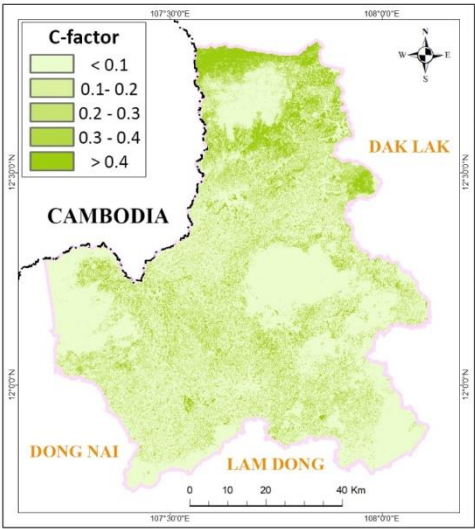 107°30'0"E 108°0'0"E
C-factor
< 0.1
0.1- 0.2
0.2 - 0.3
0.3 - 0.4
> 0.4
N
W E
S
DAK LAK
12°30'0"N 12°30'0"N
CAMBODIA
12°0'0"N 12°0'0"N
DONG NAI
LAM DONG
0 10 20 40 Km
107°30'0"E 108°0'0"E